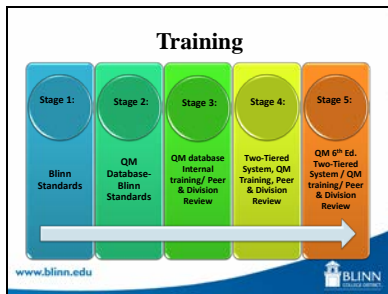 Training
Stage 1:
Blinn
Standards
Stage 2:
QM
Database-
Blinn
Standards
Stage 3:
QM database
Internal
training/ Peer
& Division
Review
Stage 4:
Two-Tiered
System, QM
Training, Peer
& Division
Review
Stage 5:
QM 6th Ed.
Two-Tiered
System / QM
training/ Peer
& Division
Review
www.blinn.edu
BLINN
COLLEGE DISTRICT